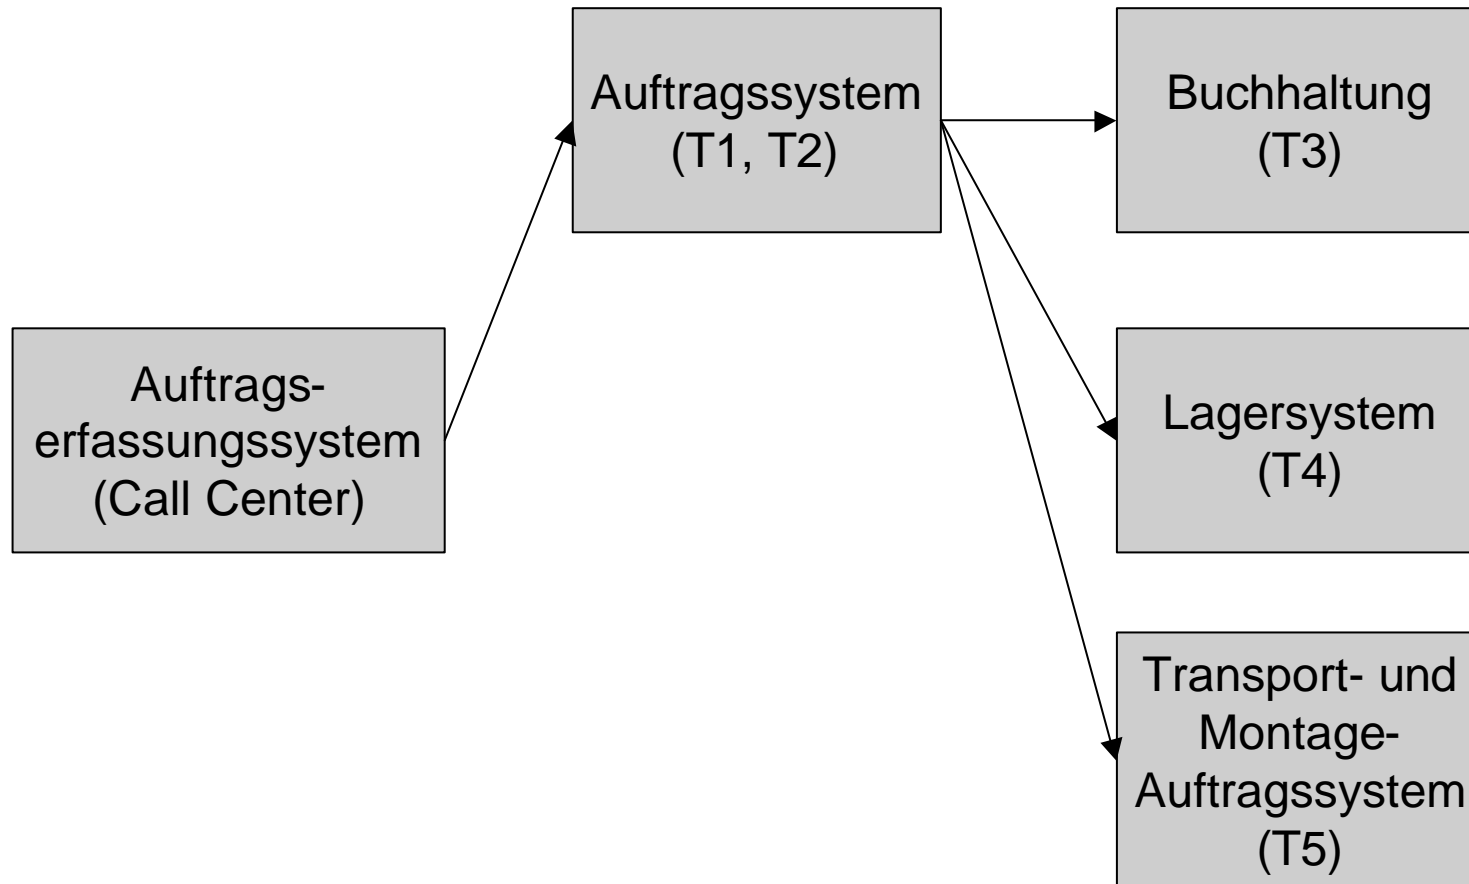 Auftragssystem
(T1, T2)
Buchhaltung
(T3)
Auftrags-
erfassungssystem
(Call Center)
Lagersystem
(T4)
Transport- und
Montage-
Auftragssystem
(T5)